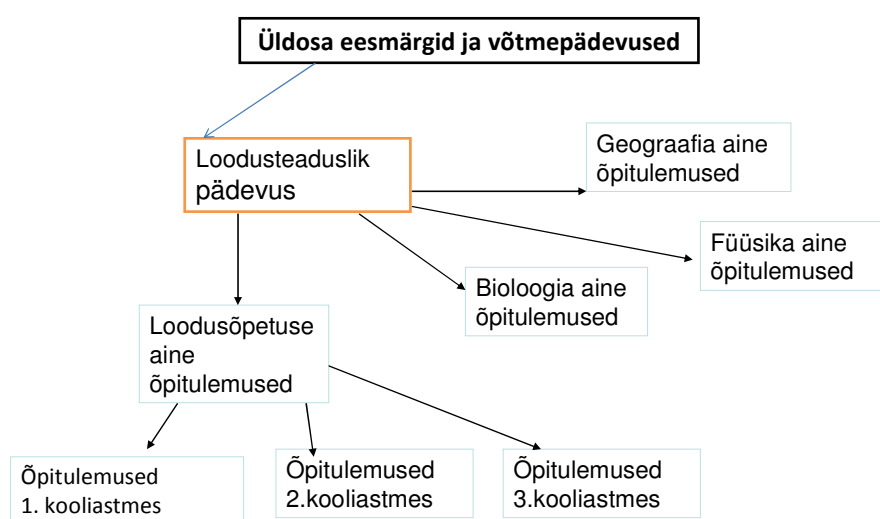 Üldosa eesmärgid ja võtmepädevused
Loodusteaduslik
pädevus
Geograafia aine
õpitulemused
Füüsika aine
õpitulemused
Bioloogia aine
õpitulemused
Loodusõpetuse
aine
õpitulemused
Õpitulemused
1. kooliastmes
Õpitulemused
2.kooliastmes
Õpitulemused
3.kooliastmes